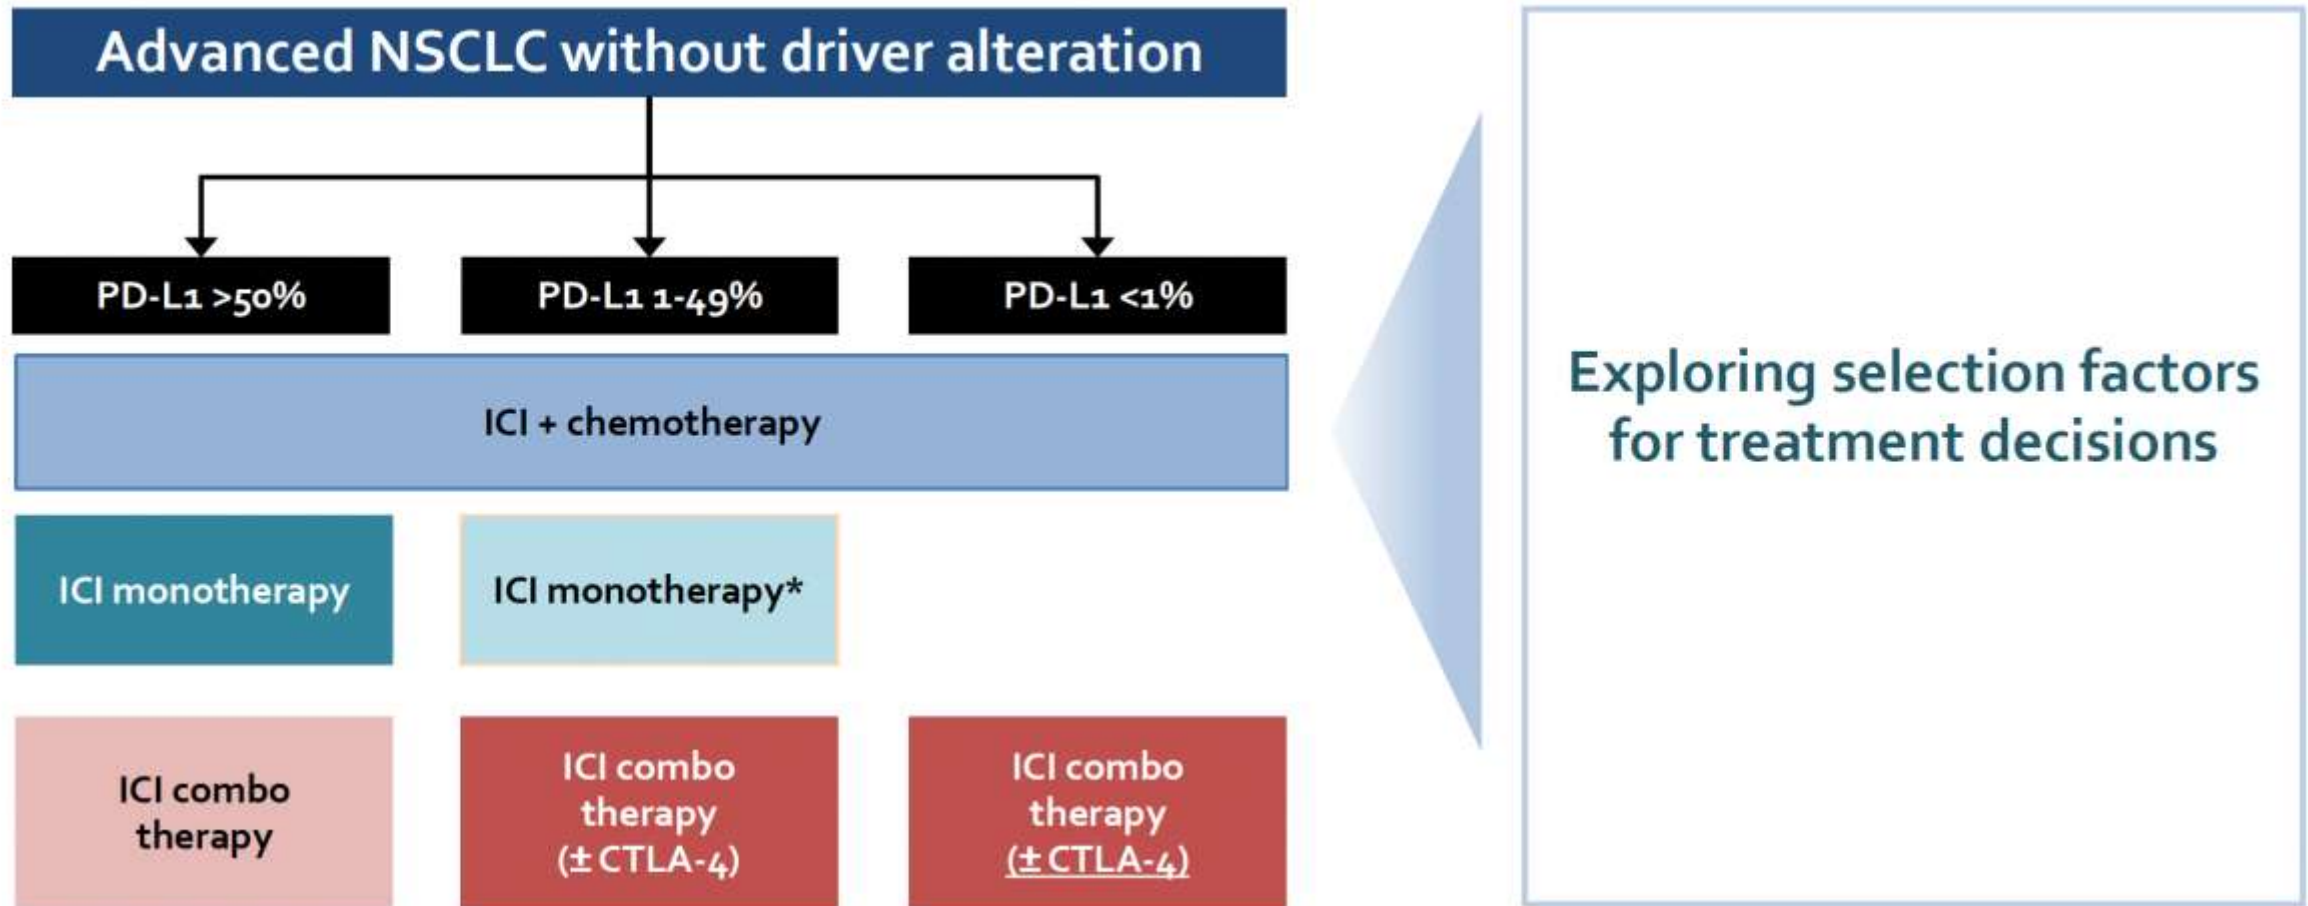 Advanced NSCLC without driver alteration
PD-L1 >50%
PD-L1 1-49%
PD-L1 <1%
ICI + chemotherapy
ICI monotherapy
ICI monotherapy*
ICI combo
therapy
ICI combo
therapy
(± CTLA-4)
ICI combo
therapy
(± CTLA-4)
Exploring selection factors
for treatment decisions